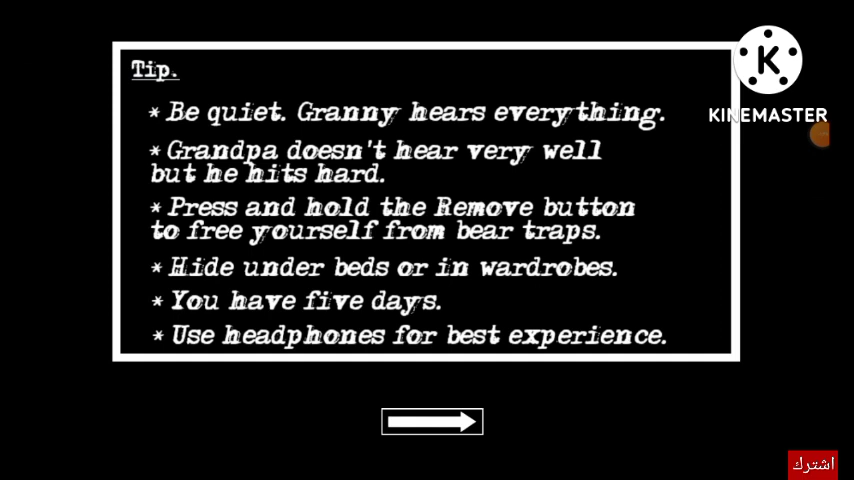 Tip.
* Be quiet. Granny hears everything.
* Grandpa doesn't hear very well
but he hits hard.
* Press and hold the Remove button
to free yourself from bear traps.
* Hide under beds or in wardrobes.
* You have five days.
* Use headphones for best experience.
K
KINEMASTER
اشترك